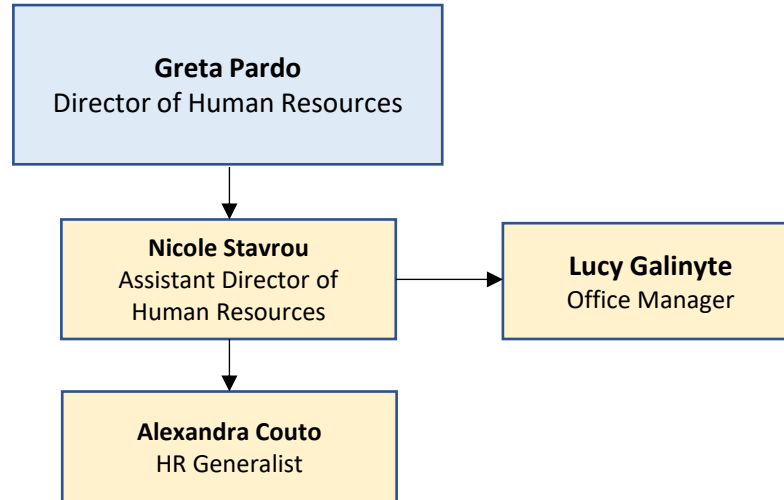 Greta Pardo
Director of Human Resources
Nicole Stavrou
Assistant Director of
Human Resources
Lucy Galinyte
Office Manager
Alexandra Couto
HR Generalist